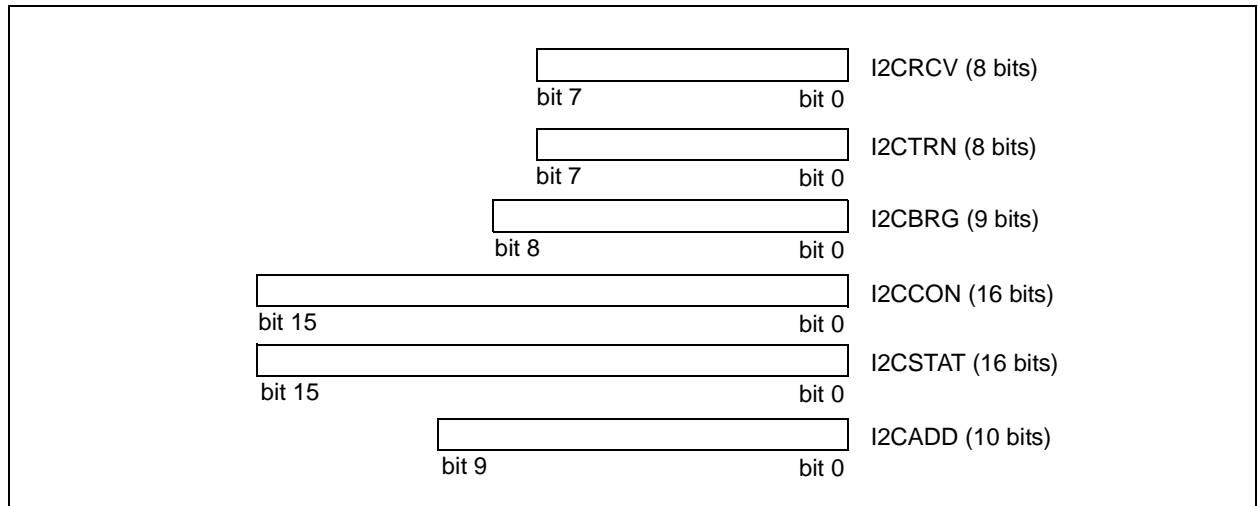 I2CRCV (8 bits)
bit 7 bit 0
I2CTRN (8 bits)
bit 7 bit 0
I2CBRG (9 bits)
bit 8 bit 0
I2CCON (16 bits)
bit 15 bit 0
I2CSTAT (16 bits)
bit 15 bit 0
I2CADD (10 bits)
bit 9 bit 0